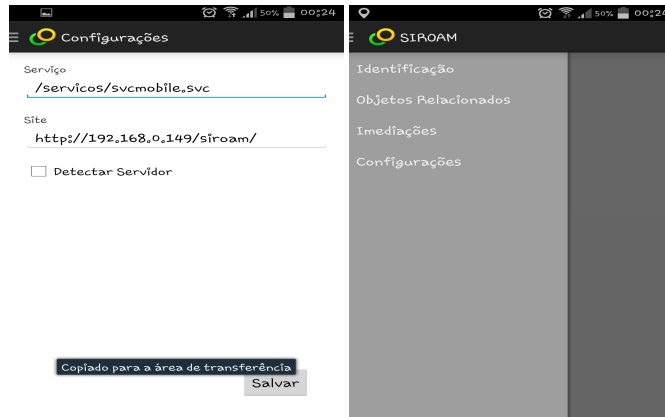 50% 00:24
Configurações
Serviço
/servicos/svcmobile.svc
Site
http://192.168.0.149/siroam/
Detectar Servidor
Copiado para a área de transferência
Salvar
50% 00:24
SIROAM
Identificação
Objetos Relacionados
Imediações
Configurações